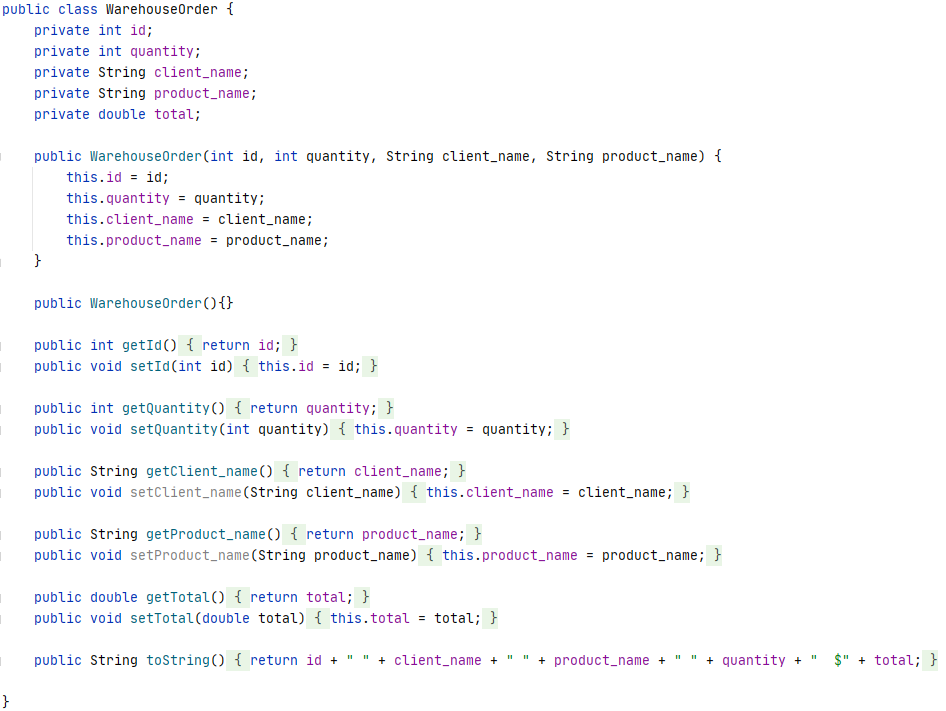 public class WarehouseOrder {
    private int id;
    private int quantity;
    private String client_name;
    private String product_name;
    private double total;

    public WarehouseOrder(int id, int quantity, String client_name, String product_name) {
        this.id = id;
        this.quantity = quantity;
        this.client_name = client_name;
        this.product_name = product_name;
    }

    public WarehouseOrder(){}

    public int getId() { return id; }
    public void setId(int id) { this.id = id; }

    public int getQuantity() { return quantity; }
    public void setQuantity(int quantity) { this.quantity = quantity; }

    public String getClient_name() { return client_name; }
    public void setClient_name(String client_name) { this.client_name = client_name; }

    public String getProduct_name() { return product_name; }
    public void setProduct_name(String product_name) { this.product_name = product_name; }

    public double getTotal() { return total; }
    public void setTotal(double total) { this.total = total; }

    public String toString() { return id + " " + client_name + " " + product_name + " " + quantity + "  $" + total; }

}